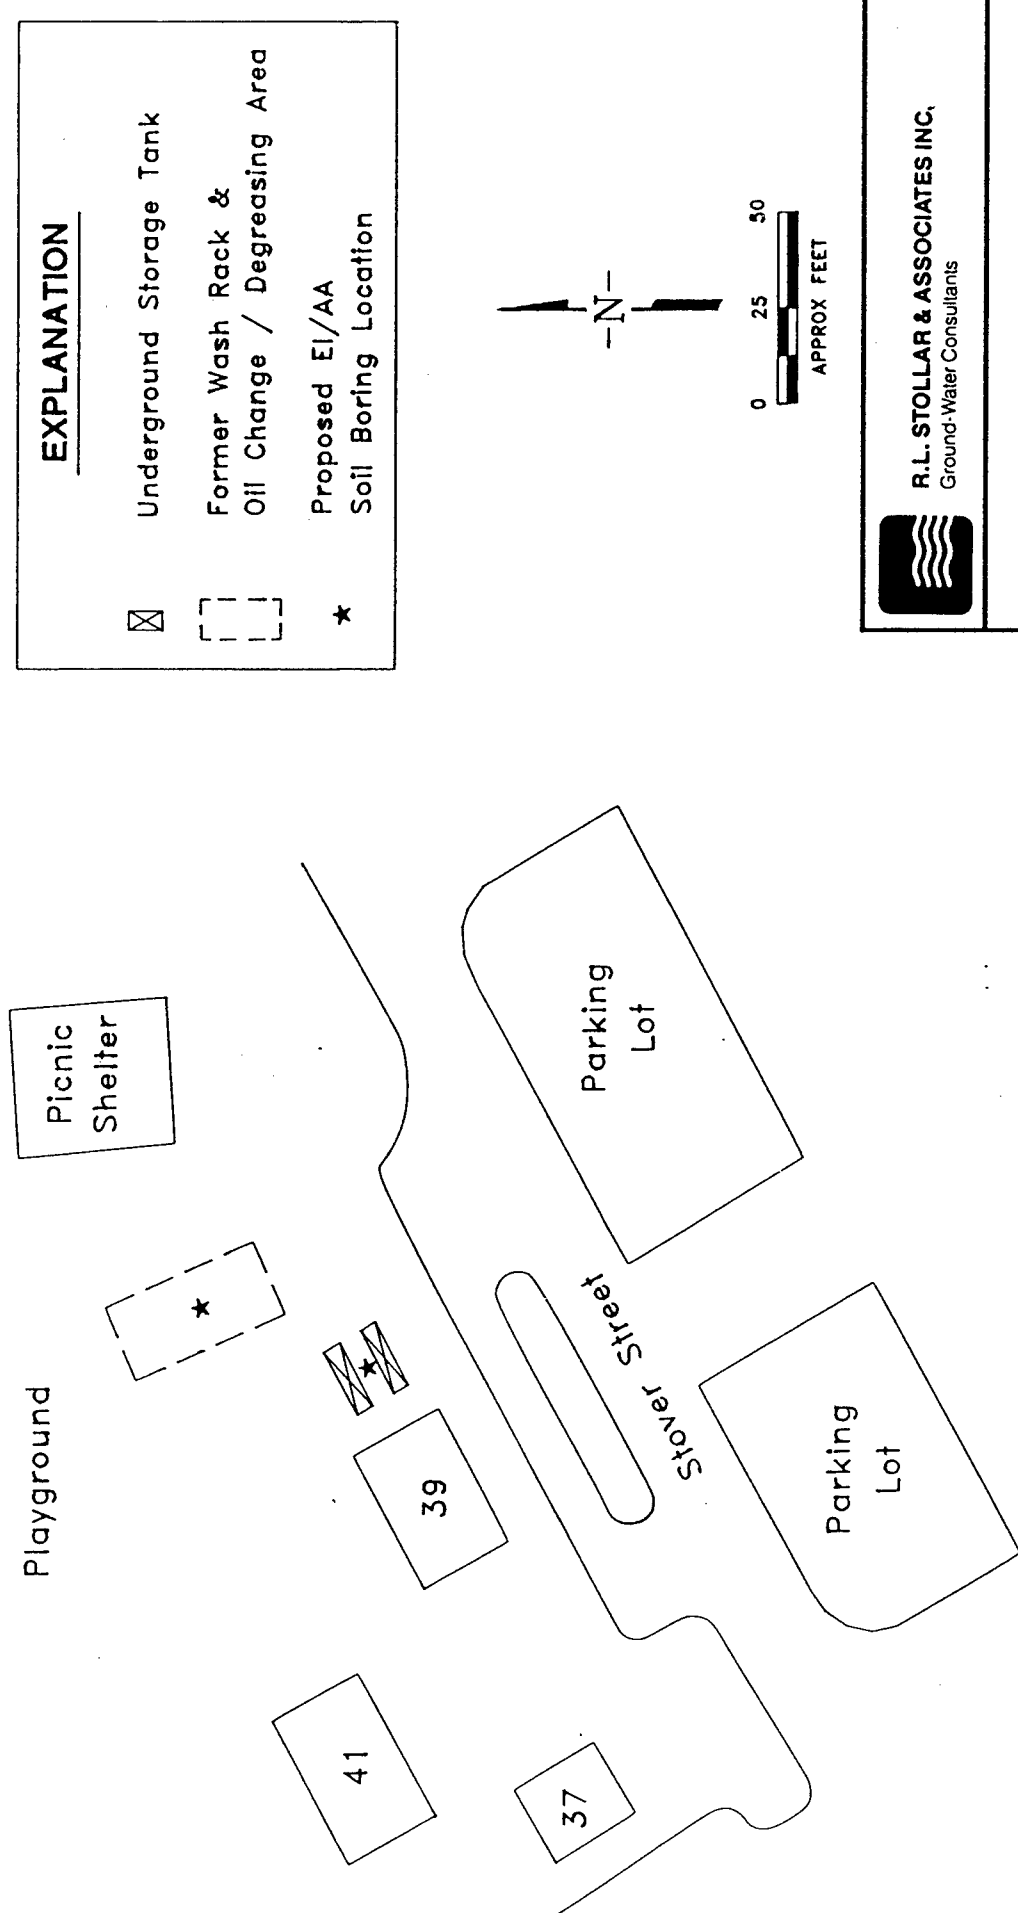 Playground
Picnic
Shelter
41
39
37
Stover Street
Parking
Lot
Parking
Lot
EXPLANATION
Underground Storage Tank
Former Wash Rack &
Oil Change / Degreasing Area
Proposed EI/AA
Soil Boring Location
-N-
0 25 50
APPROX FEET
R.L. STOLLAR & ASSOCIATES INC.
Ground-Water Consultants